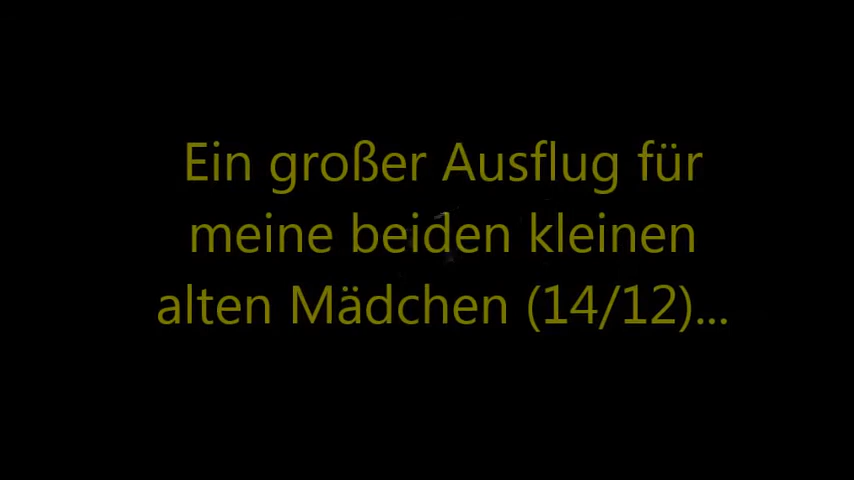 Ein großer Ausflug für
meine beiden kleinen
alten Mädchen (14/12)...